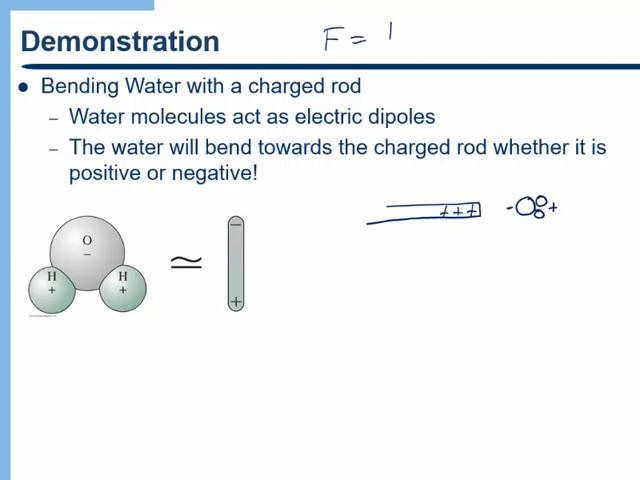 Demonstration
F = 1
Bending Water with a charged rod
– Water molecules act as electric dipoles
– The water will bend towards the charged rod whether it is
positive or negative!
+++ - +
O
–
H
+
H
+
≃
–
+